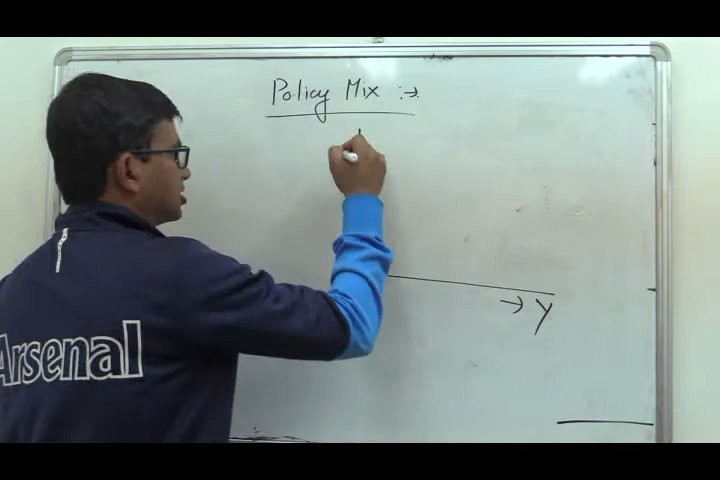 Policy Mix :→
→ Y
Arsenal